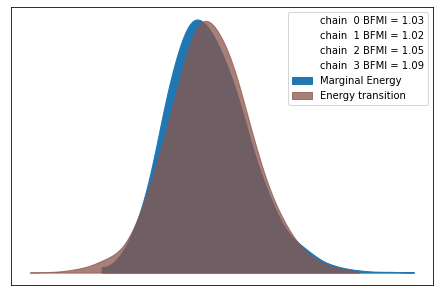 chain  0 BFMI = 1.03
chain  1 BFMI = 1.02
chain  2 BFMI = 1.05
chain  3 BFMI = 1.09
Marginal Energy
Energy transition